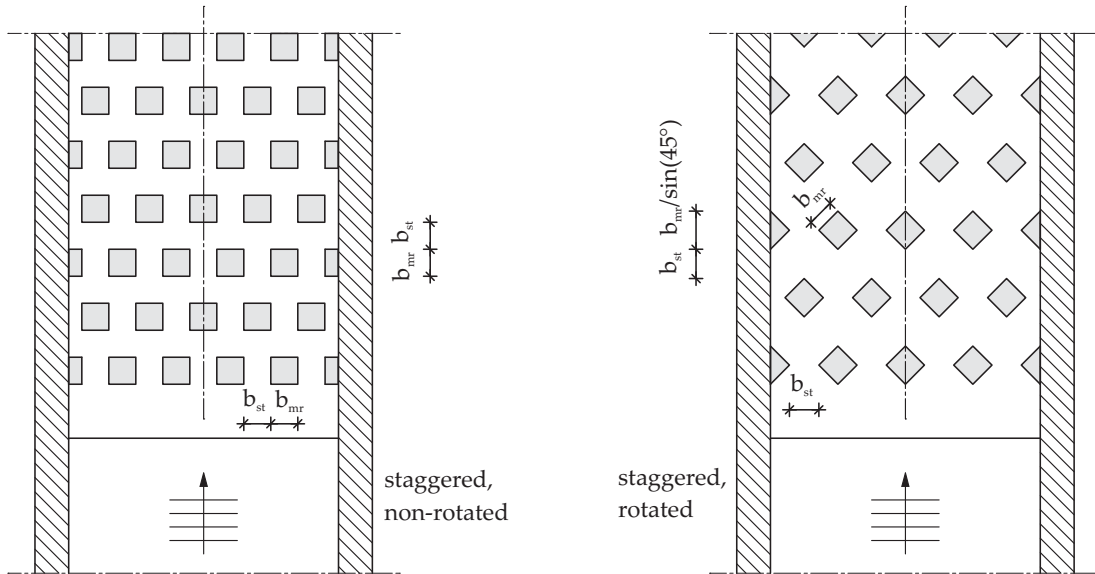 b_st
b_mr
b_st b_mr
staggered,
non-rotated
b_mr/sin(45°)
b_st
b_mr
b_st
staggered,
rotated